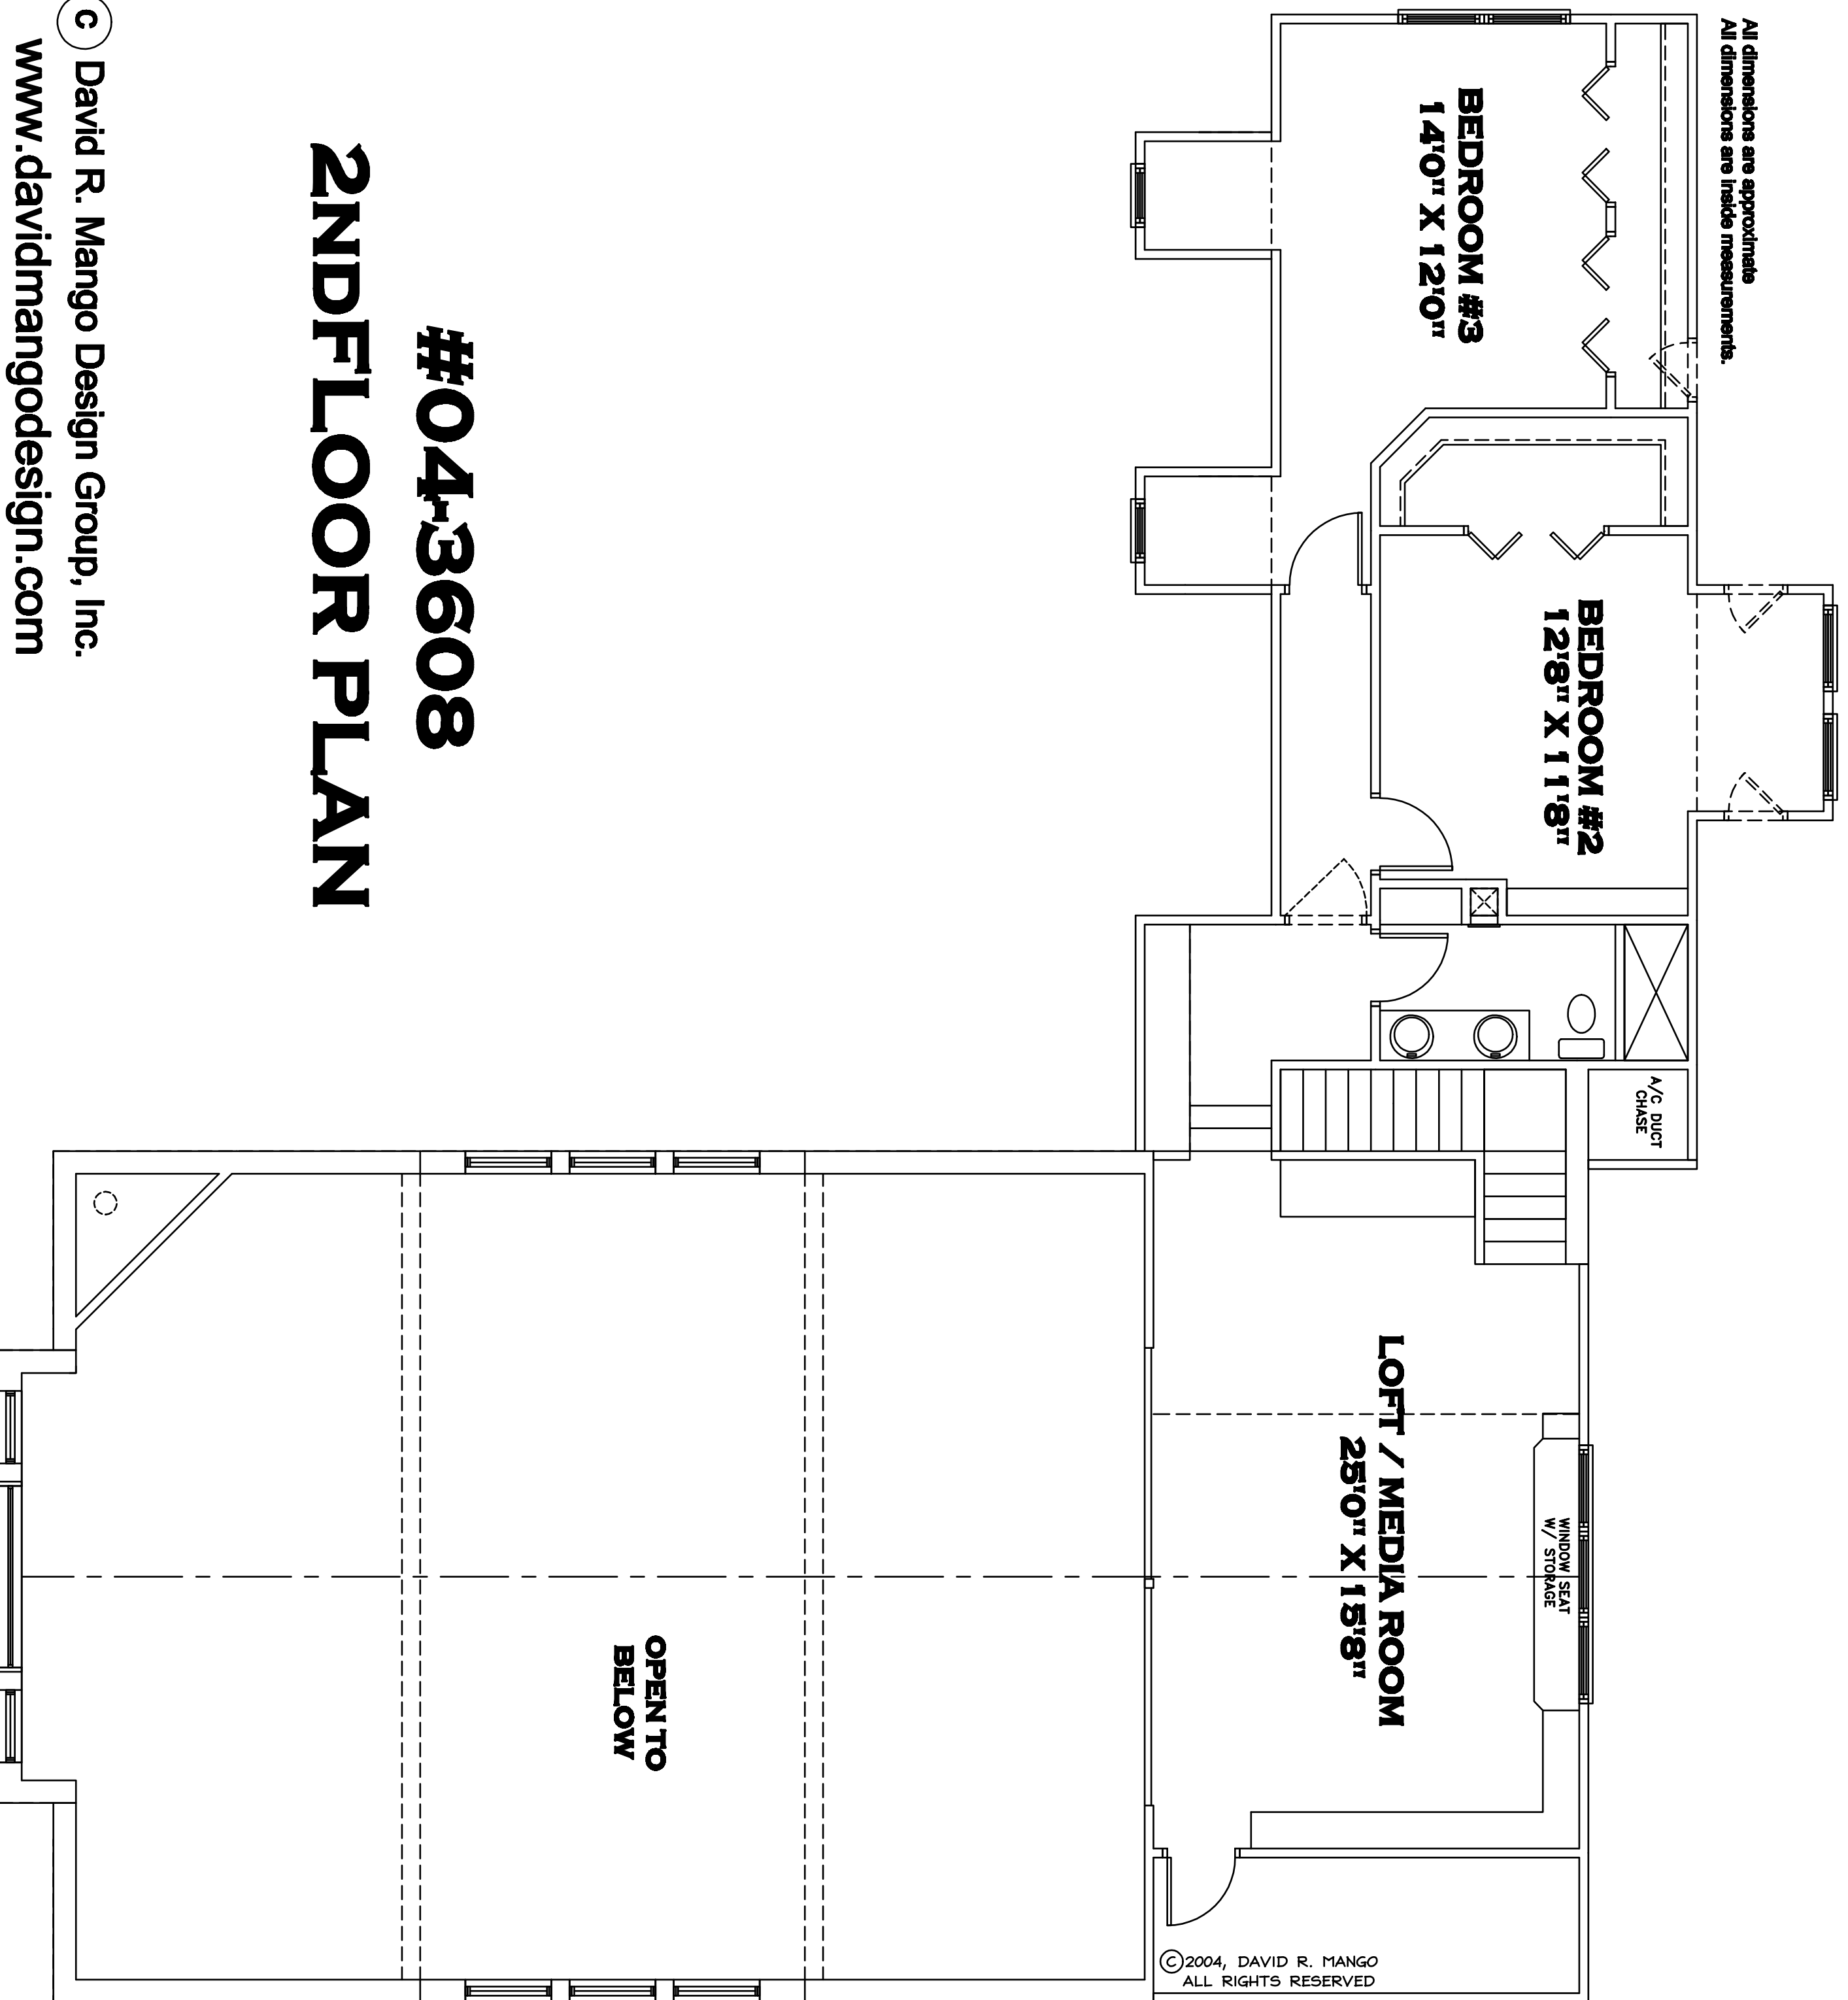 All dimensions are approximate
All dimensions are inside measurements.
BEDROOM #3
14'0" X 12'0"
BEDROOM #2
12'8" X 11'8"
A/C DUCT
CHASE
WINDOW SEAT
W/ STORAGE
LOFT / MEDIA ROOM
25'0" X 15'8"
OPEN TO
BELOW
#04-3608
2NDFLOOR PLAN
© David R. Mango Design Group, Inc.
www.davidmangodesign.com
©2004, DAVID R. MANGO
ALL RIGHTS RESERVED